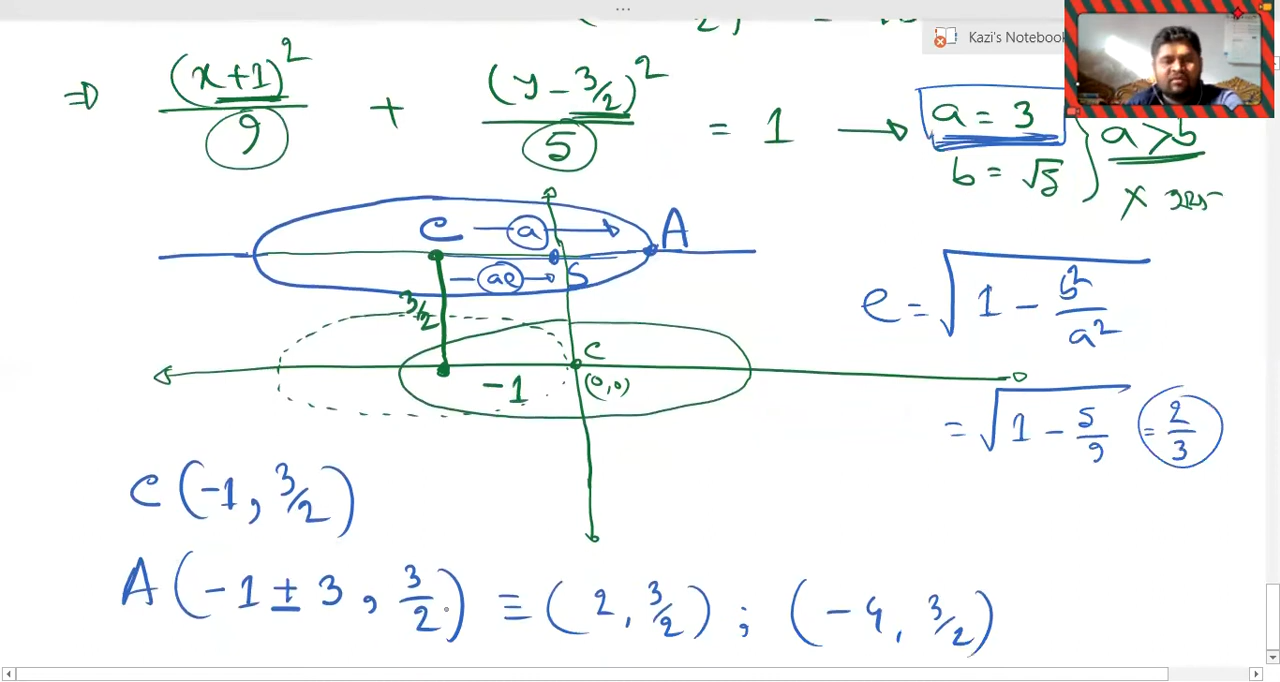 Kazi's Notebook
⇒ (x+1)²/9 + (y - 3/2)²/5 = 1 → a = 3
b = √5 } a > b
C a A
ae S
3/2
C
-1 (0,0)
e = √(1 - b²/a²)
= √(1 - 5/9) = 2/3
C (-1, 3/2)
A (-1 ± 3, 3/2) ≡ (2, 3/2) ; (-4, 3/2)